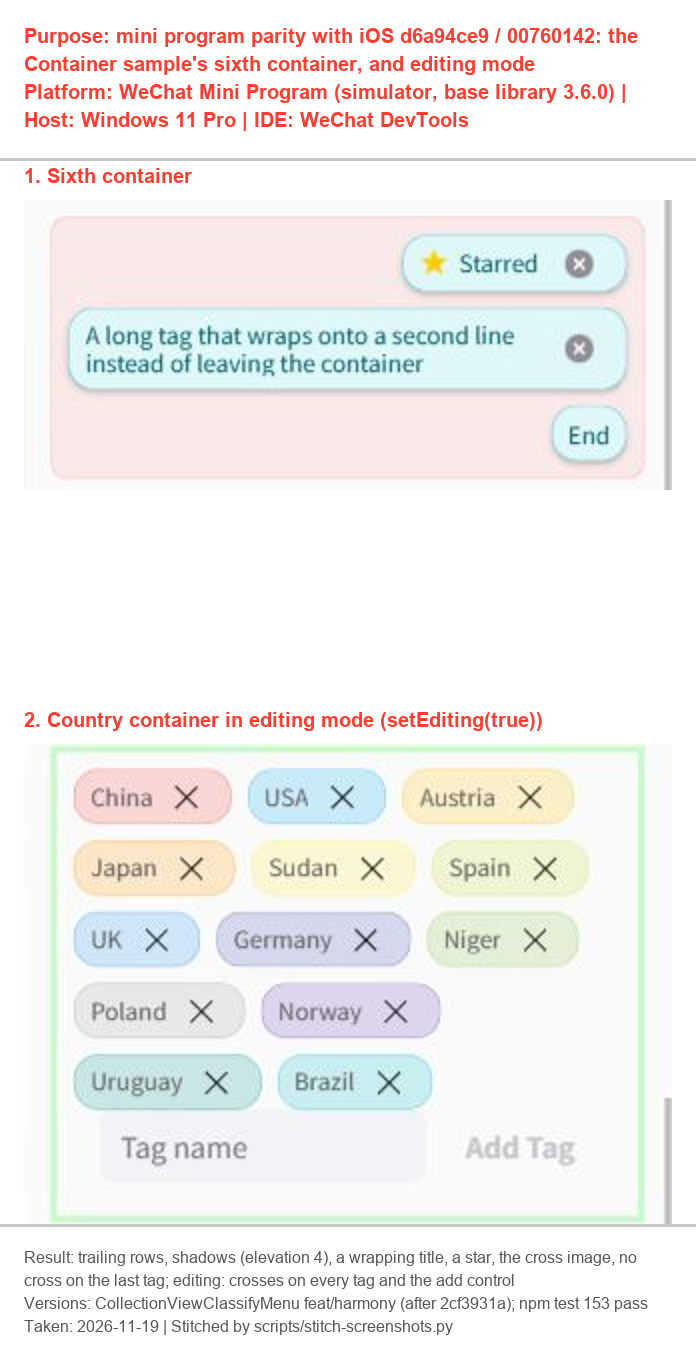 Purpose: mini program parity with iOS d6a94ce9 / 00760142: the
Container sample's sixth container, and editing mode
Platform: WeChat Mini Program (simulator, base library 3.6.0) |
Host: Windows 11 Pro | IDE: WeChat DevTools
1. Sixth container
Starred
A long tag that wraps onto a second line
instead of leaving the container
End
2. Country container in editing mode (setEditing(true))
China USA Austria
Japan Sudan Spain
UK Germany Niger
Poland Norway
Uruguay Brazil
Tag name Add Tag
Result: trailing rows, shadows (elevation 4), a wrapping title, a star, the cross image, no
cross on the last tag; editing: crosses on every tag and the add control
Versions: CollectionViewClassifyMenu feat/harmony (after 2cf3931a); npm test 153 pass
Taken: 2026-11-19 | Stitched by scripts/stitch-screenshots.py